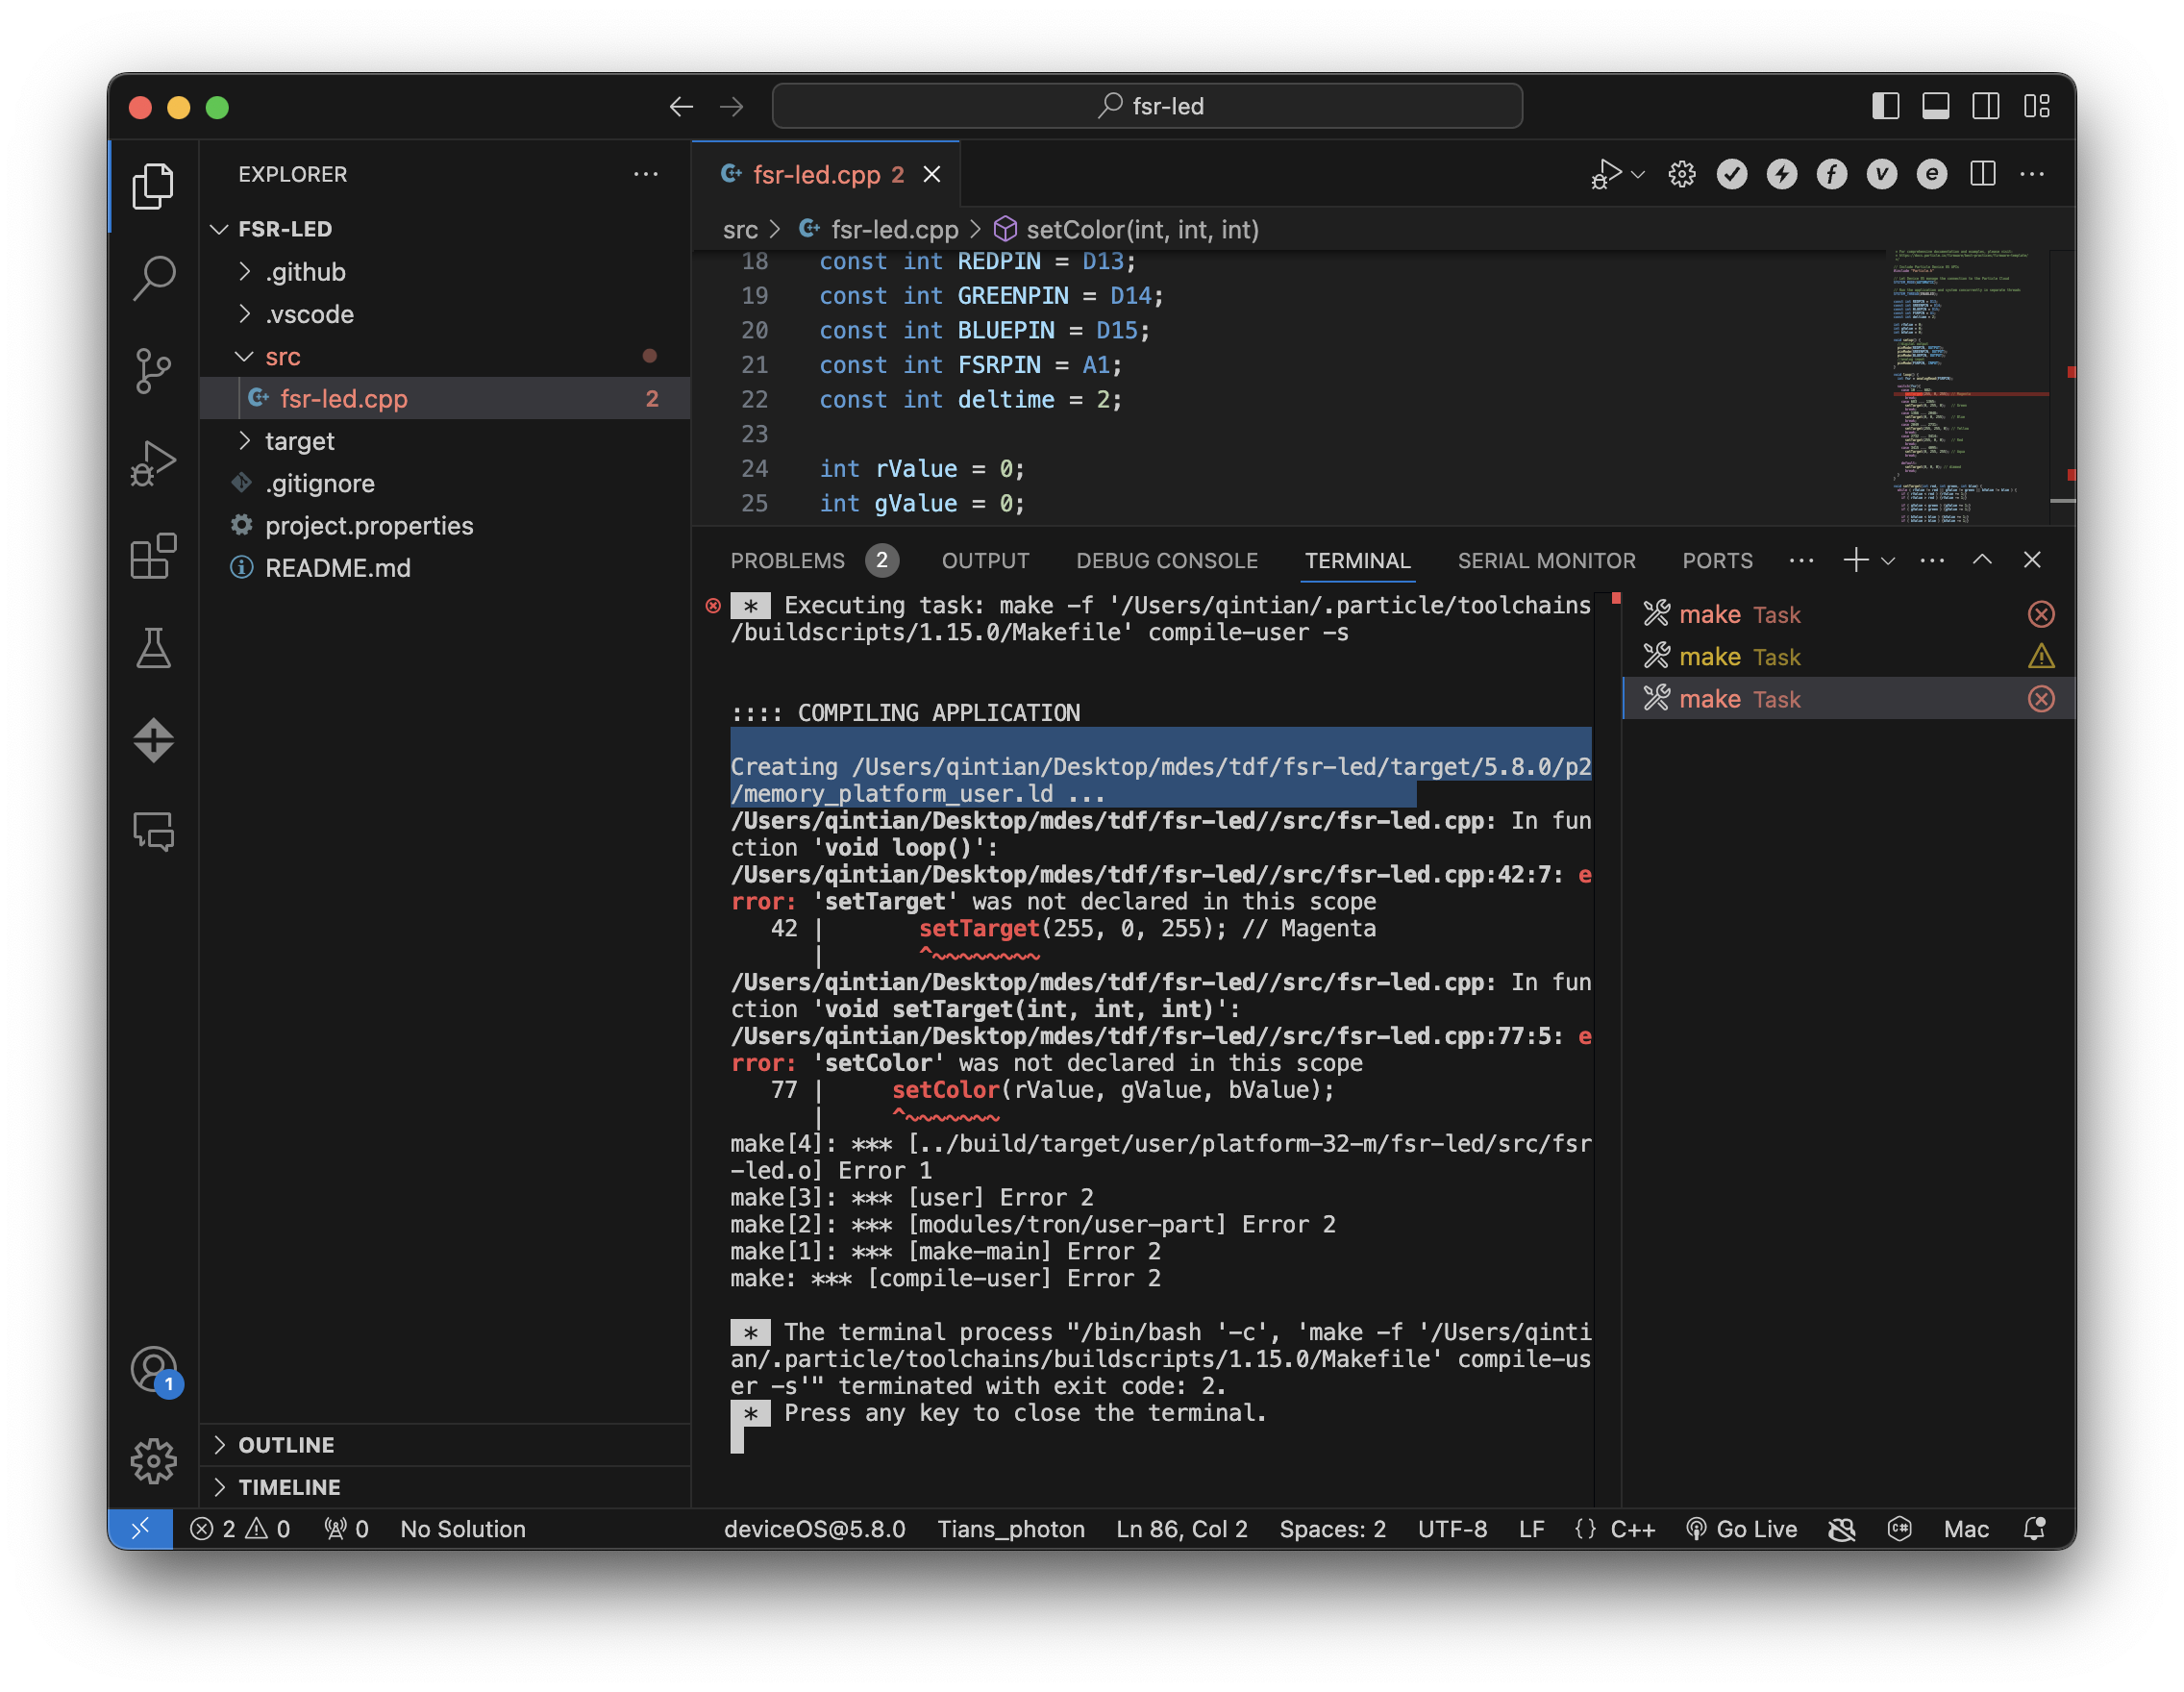 fsr-led
EXPLORER
FSR-LED
.github
.vscode
src
fsr-led.cpp 2
target
.gitignore
project.properties
README.md
OUTLINE
TIMELINE
fsr-led.cpp 2
src > fsr-led.cpp > setColor(int, int, int)
18 const int REDPIN = D13;
19 const int GREENPIN = D14;
20 const int BLUEPIN = D15;
21 const int FSRPIN = A1;
22 const int deltime = 2;
23
24 int rValue = 0;
25 int gValue = 0;
PROBLEMS 2 OUTPUT DEBUG CONSOLE TERMINAL SERIAL MONITOR PORTS
* Executing task: make -f '/Users/qintian/.particle/toolchains
/buildscripts/1.15.0/Makefile' compile-user -s
:::: COMPILING APPLICATION
Creating /Users/qintian/Desktop/mdes/tdf/fsr-led/target/5.8.0/p2
/memory_platform_user.ld ...
/Users/qintian/Desktop/mdes/tdf/fsr-led//src/fsr-led.cpp: In fun
ction 'void loop()':
/Users/qintian/Desktop/mdes/tdf/fsr-led//src/fsr-led.cpp:42:7: e
rror: 'setTarget' was not declared in this scope
42 | setTarget(255, 0, 255); // Magenta
| ^~~~~~~~~
/Users/qintian/Desktop/mdes/tdf/fsr-led//src/fsr-led.cpp: In fun
ction 'void setTarget(int, int, int)':
/Users/qintian/Desktop/mdes/tdf/fsr-led//src/fsr-led.cpp:77:5: e
rror: 'setColor' was not declared in this scope
77 | setColor(rValue, gValue, bValue);
| ^~~~~~~~
make[4]: *** [../build/target/user/platform-32-m/fsr-led/src/fsr
-led.o] Error 1
make[3]: *** [user] Error 2
make[2]: *** [modules/tron/user-part] Error 2
make[1]: *** [make-main] Error 2
make: *** [compile-user] Error 2
* The terminal process "/bin/bash '-c', 'make -f '/Users/qinti
an/.particle/toolchains/buildscripts/1.15.0/Makefile' compile-us
er -s'" terminated with exit code: 2.
* Press any key to close the terminal.
make Task
make Task
make Task
1
2 0 0 No Solution deviceOS@5.8.0 Tians_photon Ln 86, Col 2 Spaces: 2 UTF-8 LF {} C++ Go Live Mac